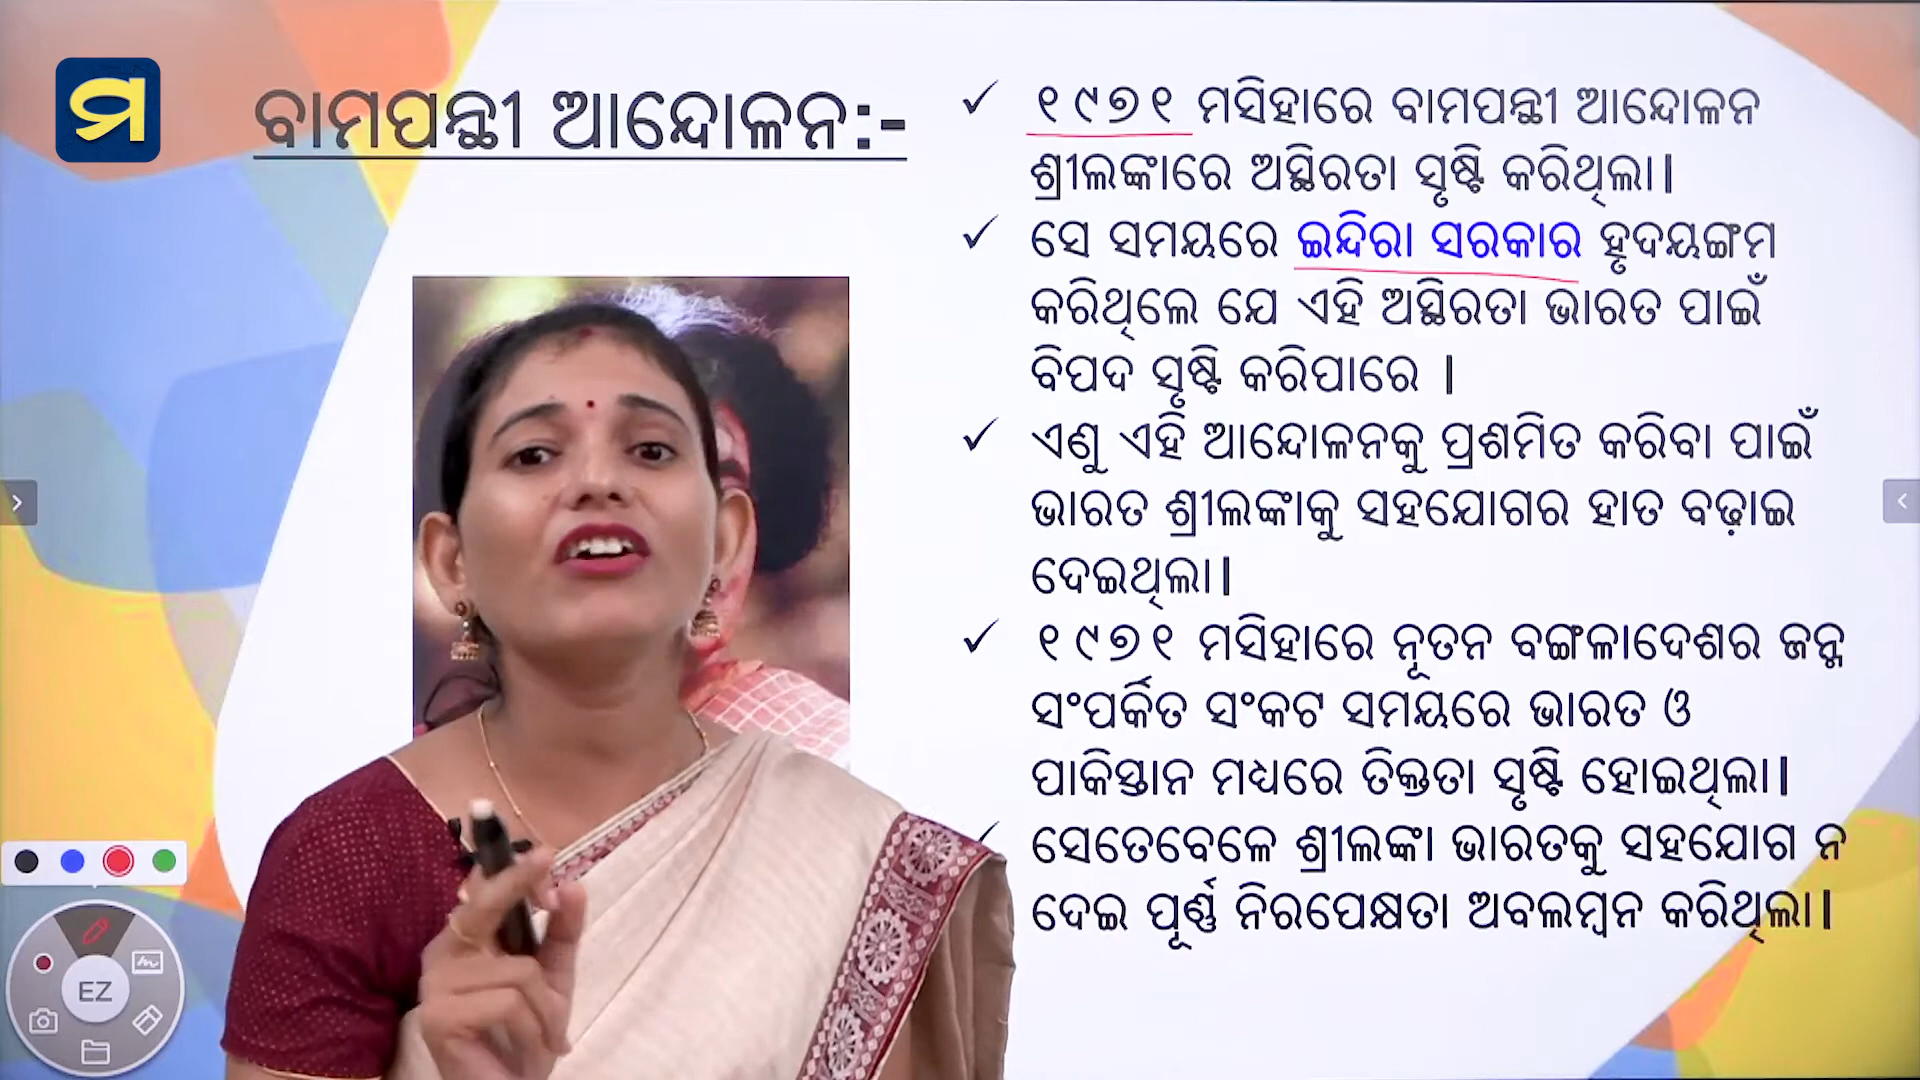 ମ
ବାମପନ୍ଥୀ ଆନ୍ଦୋଳନ:-
୧୯୭୧ ମସିହାରେ ବାମପନ୍ଥୀ ଆନ୍ଦୋଳନ
ଶ୍ରୀଲଙ୍କାରେ ଅସ୍ଥିରତା ସୃଷ୍ଟି କରିଥିଲା|
ସେ ସମୟରେ ଇନ୍ଦିରା ସରକାର ହୃଦୟଙ୍ଗମ
କରିଥିଲେ ଯେ ଏହି ଅସ୍ଥିରତା ଭାରତ ପାଇଁ
ବିପଦ ସୃଷ୍ଟି କରିପାରେ |
ଏଣୁ ଏହି ଆନ୍ଦୋଳନକୁ ପ୍ରଶମିତ କରିବା ପାଇଁ
ଭାରତ ଶ୍ରୀଲଙ୍କାକୁ ସହଯୋଗର ହାତ ବଢ଼ାଇ
ଦେଇଥିଲା|
୧୯୭୧ ମସିହାରେ ନୂତନ ବଙ୍ଗଳାଦେଶର ଜନ୍ମ
ସଂପର୍କିତ ସଂକଟ ସମୟରେ ଭାରତ ଓ
ପାକିସ୍ତାନ ମଧ୍ୟରେ ତିକ୍ତତା ସୃଷ୍ଟି ହୋଇଥିଲା|
ସେତେବେଳେ ଶ୍ରୀଲଙ୍କା ଭାରତକୁ ସହଯୋଗ ନ
ଦେଇ ପୂର୍ଣ୍ଣ ନିରପେକ୍ଷତା ଅବଲମ୍ବନ କରିଥିଲା|
EZ